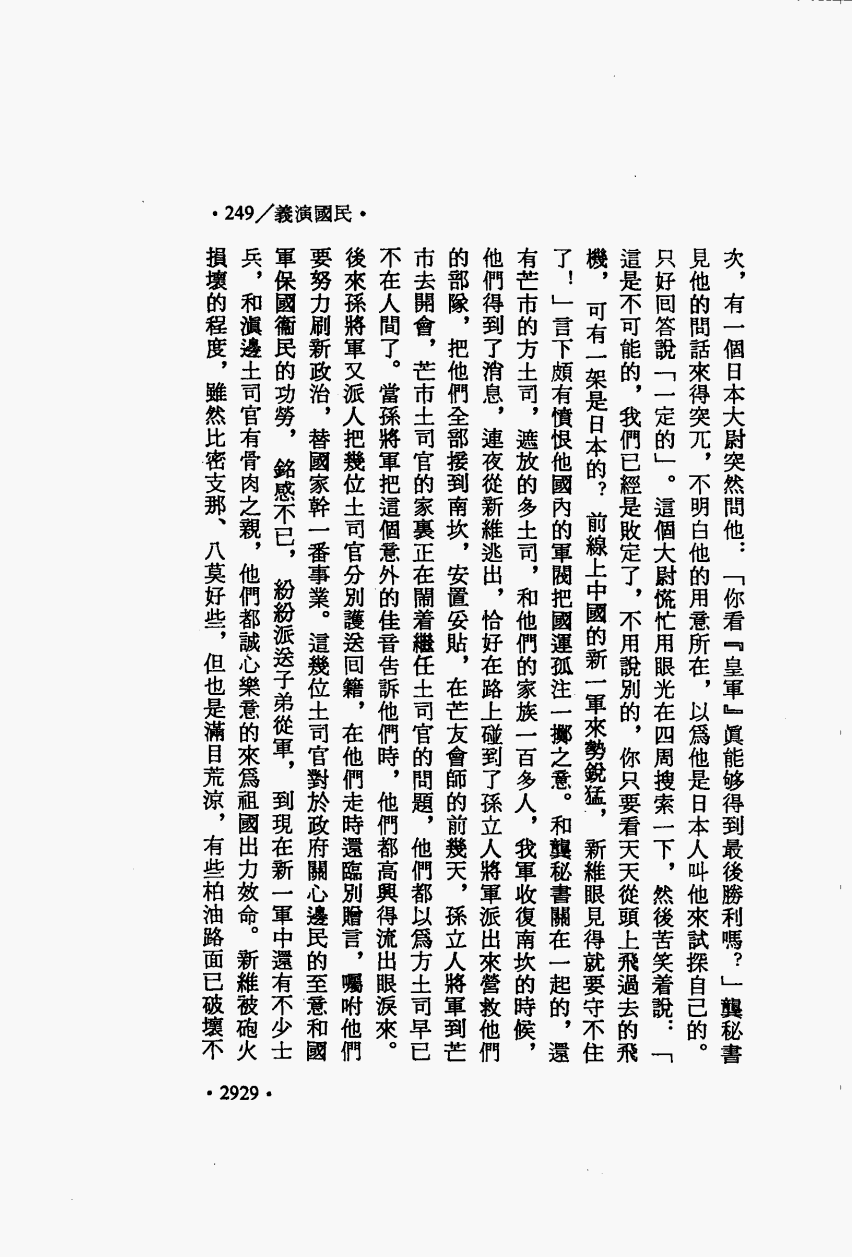 •249／義演國民•
次，有一個日本大尉突然問他：「你看『皇軍』眞能够得到最後勝利嗎？」龔秘書
見他的問話來得突兀，不明白他的用意所在，以爲他是日本人叫他來試探自己的。
只好回答說「一定的」。這個大尉慌忙用眼光在四周搜索一下，然後苦笑着說：「
這是不可能的，我們已經是敗定了，不用說別的，你只要看天天從頭上飛過去的飛
機，可有一架是日本的？前線上中國的新一軍來勢銳猛，新維眼見得就要守不住
了！」言下頗有憤恨他國內的軍閥把國運孤注一擲之意。和龔秘書關在一起的，還
有芒市的方土司，遮放的多土司，和他們的家族一百多人，我軍收復南坎的時候，
他們得到了消息，連夜從新維逃出，恰好在路上碰到了孫立人將軍派出來營救他們
的部隊，把他們全部接到南坎，安置妥貼，在芒友會師的前幾天，孫立人將軍到芒
市去開會，芒市土司官的家裏正在鬧着繼任土司官的問題，他們都以爲方土司早已
不在人間了。當孫將軍把這個意外的佳音告訴他們時，他們都高興得流出眼淚來。
後來孫將軍又派人把幾位土司官分別護送回籍，在他們走時還臨別贈言，囑咐他們
要努力刷新政治，替國家幹一番事業。這幾位土司官對於政府關心邊民的至意和國
軍保國衞民的功勞，銘感不已，紛紛派送子弟從軍，到現在新一軍中還有不少士
兵，和滇邊土司官有骨肉之親，他們都誠心樂意的來爲祖國出力效命。新維被砲火
損壞的程度，雖然比密支那、八莫好些，但也是滿目荒涼，有些柏油路面已破壞不
•2929•